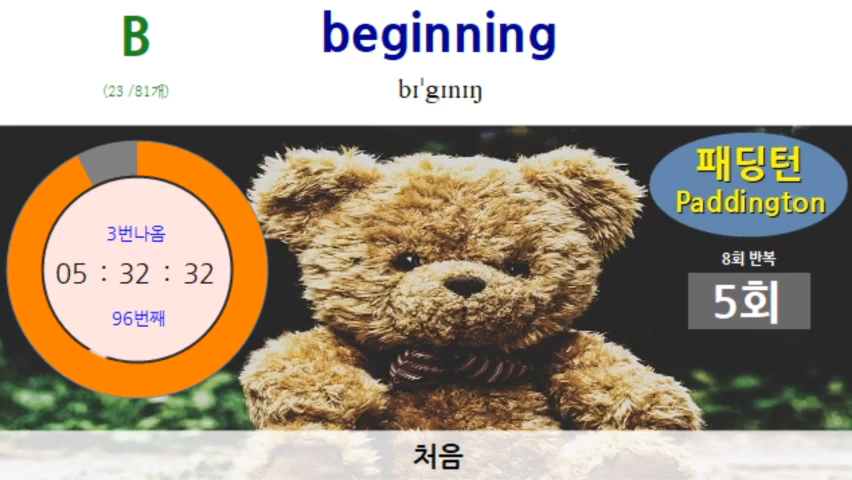 B
beginning
(23 /81개)
bɪˈgɪnɪŋ
패딩턴
Paddington
3번나옴
05 : 32 : 32
96번째
8회 반복
5회
처음